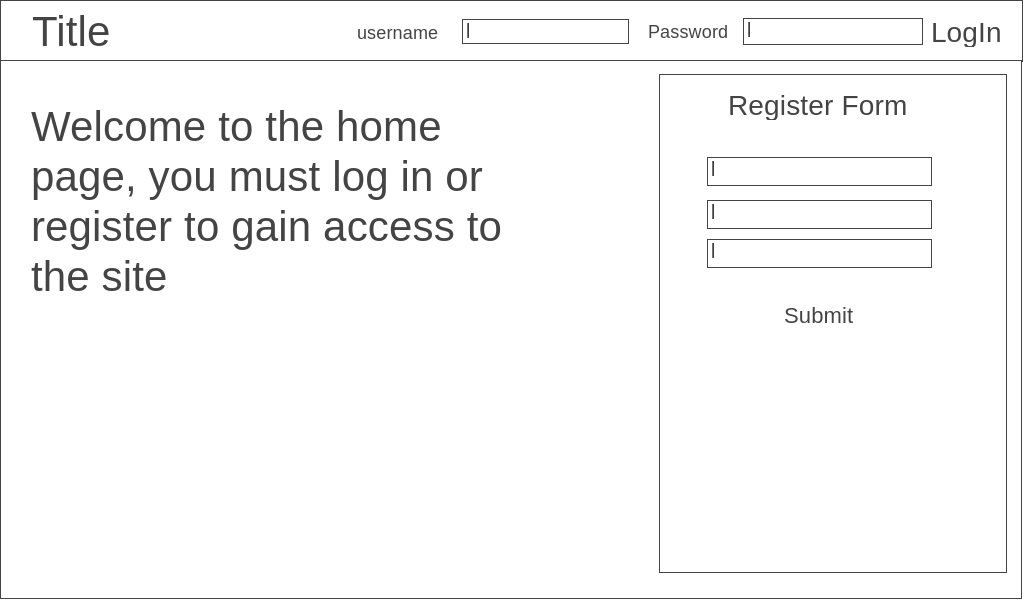 Title
username
Password
LogIn
Welcome to the home
page, you must log in or
register to gain access to
the site
Register Form
Submit